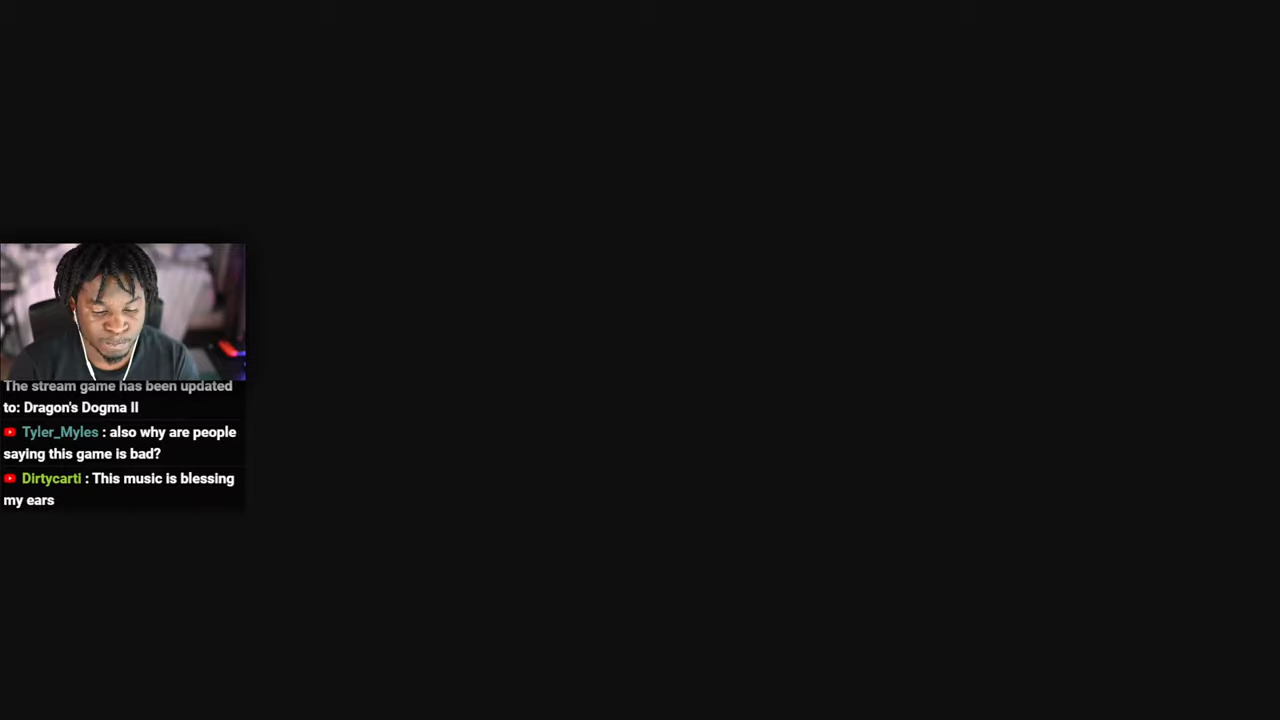 The stream game has been updated
to: Dragon's Dogma II
Tyler_Myles : also why are people
saying this game is bad?
Dirtycarti : This music is blessing
my ears